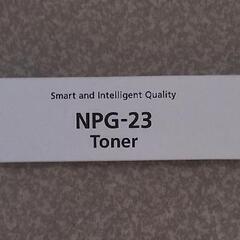 Smart and Intelligent Quality
NPG-23
Toner